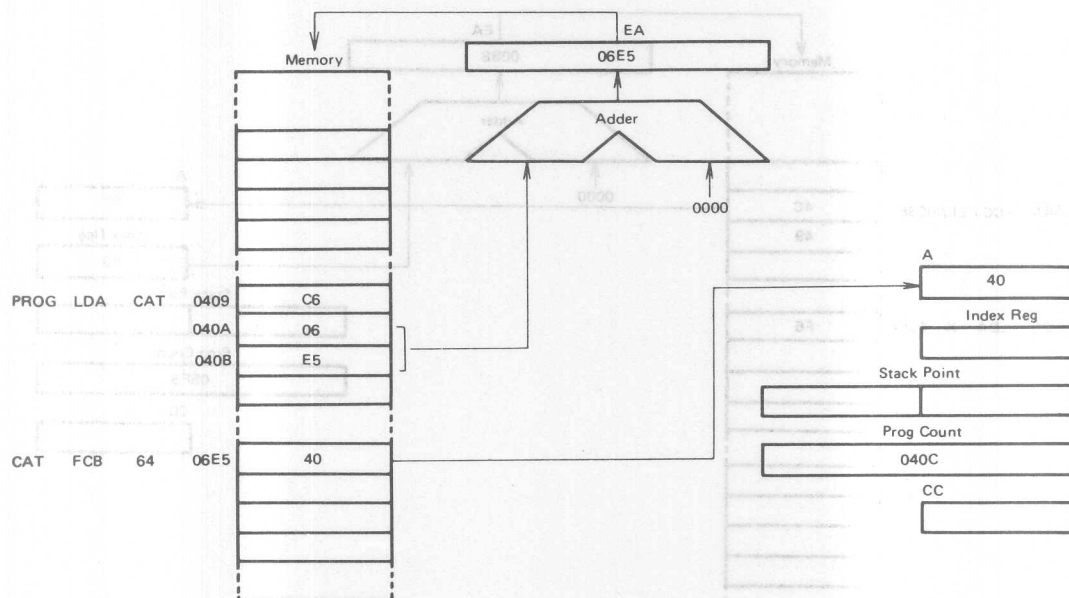 EA
06E5
Memory
Adder
0000
A
40
PROG LDA CAT 0409 C6
Index Reg
040A 06
040B E5
Stack Point
Prog Count
CAT FCB 64 06E5 40
040C
CC